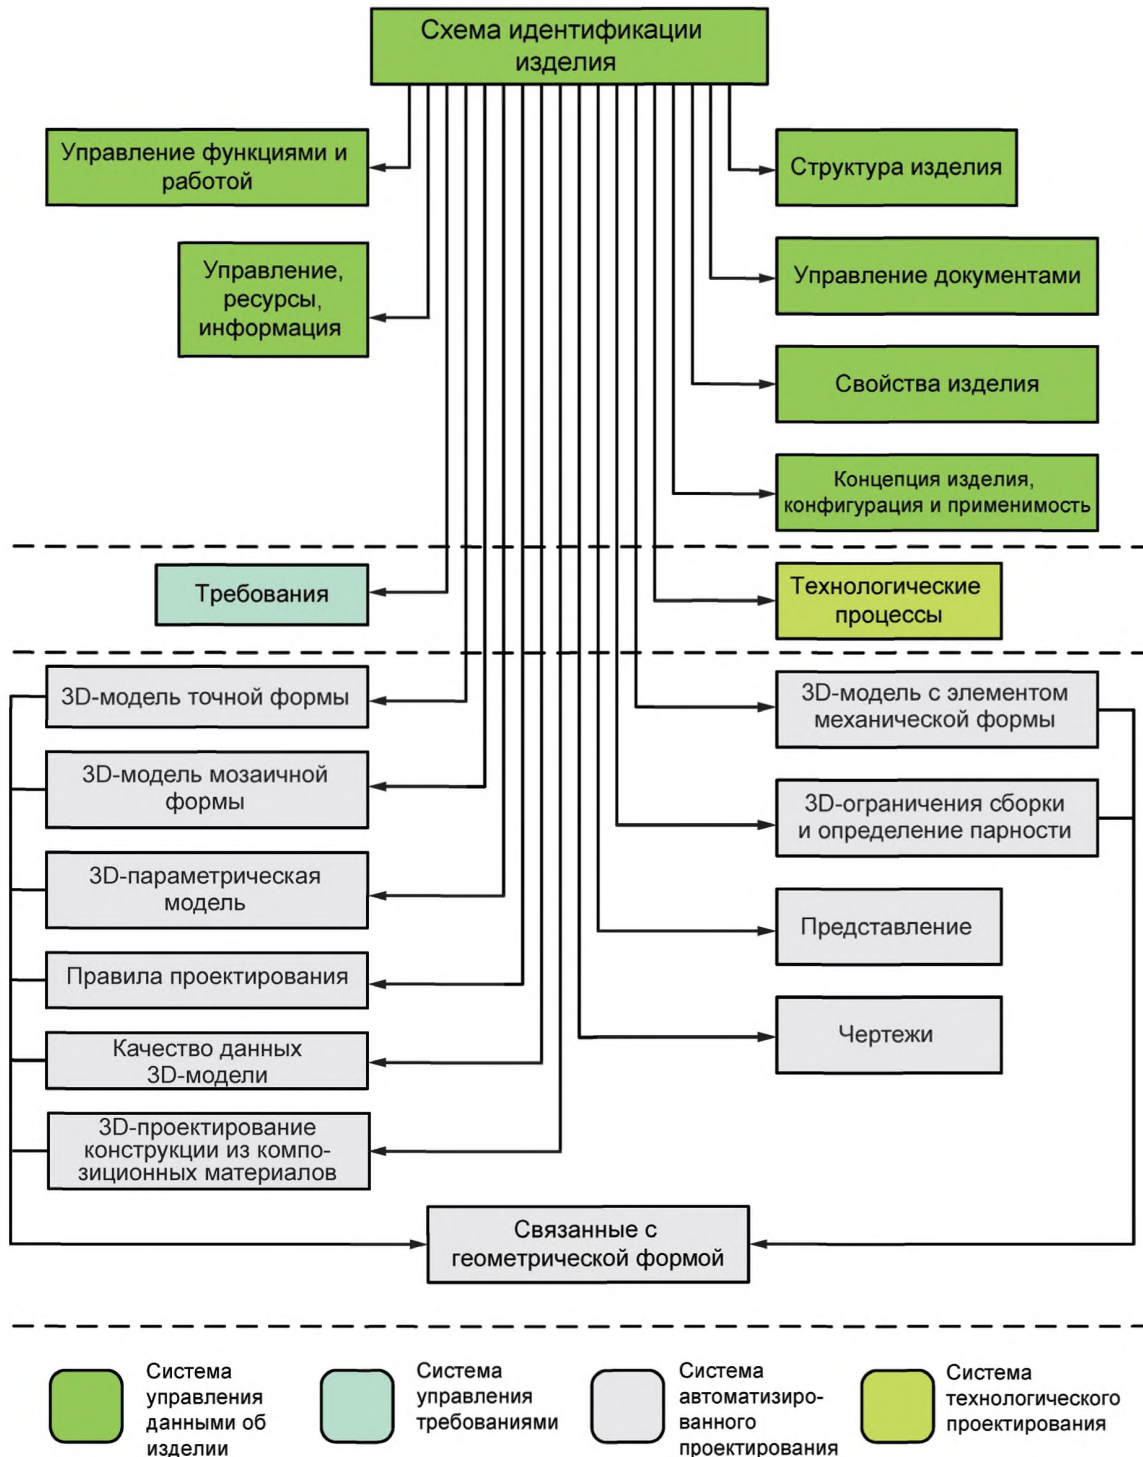 Схема идентификации
изделия
Управление функциями и
работой
Структура изделия
Управление,
ресурсы,
информация
Управление документами
Свойства изделия
Концепция изделия,
конфигурация и применимость
Требования
Технологические
процессы
3D-модель точной формы
3D-модель с элементом
механической формы
3D-модель мозаичной
формы
3D-ограничения сборки
и определение парности
3D-параметрическая
модель
Представление
Правила проектирования
Чертежи
Качество данных
3D-модели
3D-проектирование
конструкции из компо-
зиционных материалов
Связанные с
геометрической формой
Система
управления
данными об
изделии
Система
управления
требованиями
Система
автоматизиро-
ванного
проектирования
Система
технологического
проектирования